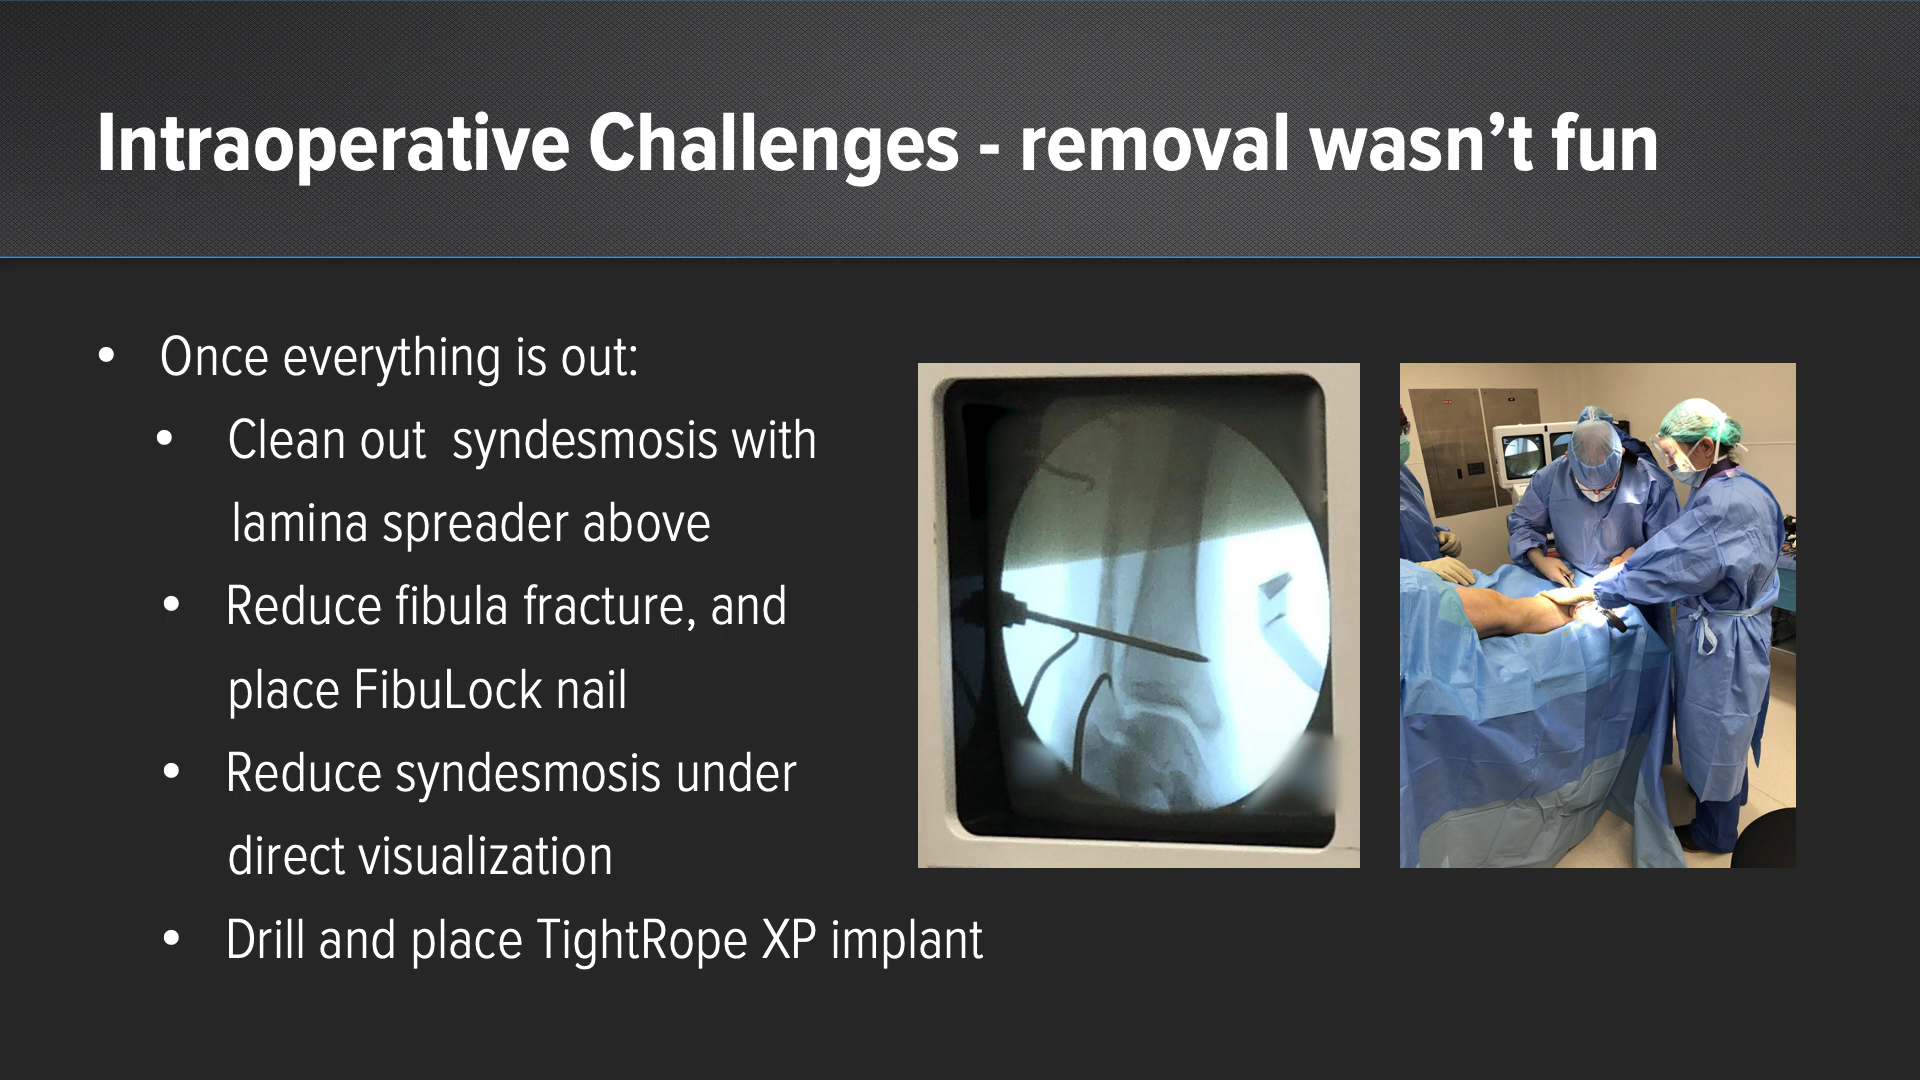 Intraoperative Challenges - removal wasn’t fun
• Once everything is out:
• Clean out  syndesmosis with
lamina spreader above
• Reduce fibula fracture, and
place FibuLock nail
• Reduce syndesmosis under
direct visualization
• Drill and place TightRope XP implant